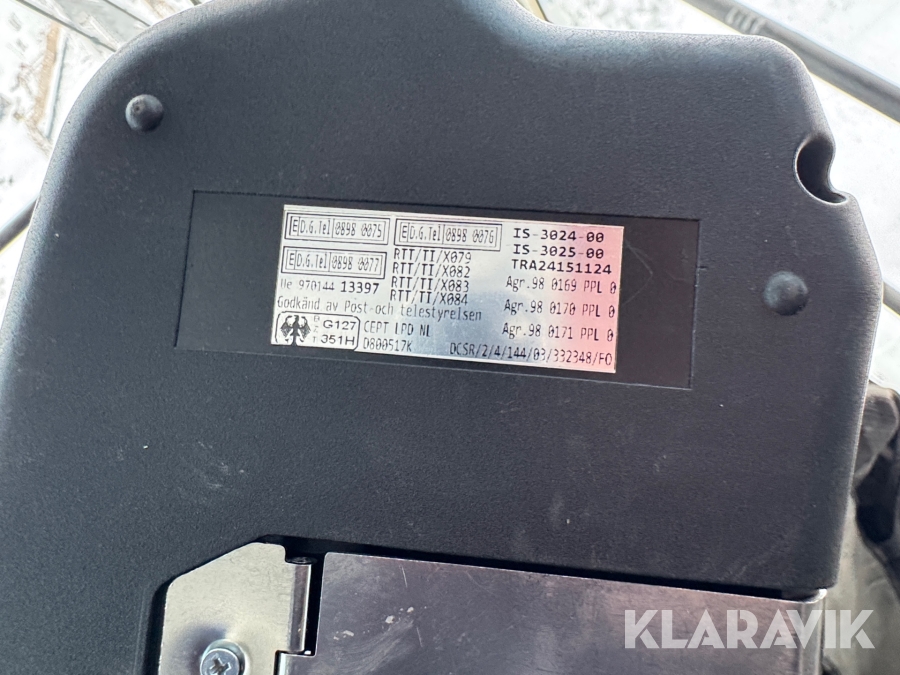 E D.G.Tel 0898 0075
E D.G.Tel 0898 0076
IS-3024-00
IS-3025-00
E D.G.Tel 0898 0077
RTT/TI/X079
RTT/TI/X082
RTT/TI/X083
RTT/TI/X084
TRA24151124
Ue 970144 13397
Agr.98 0169 PPL 0
Godkänd av Post-och telestyrelsen
Agr.98 0170 PPL 0
G127
351H
CEPT LPD NL
Agr.98 0171 PPL 0
D800517K
DCSR/2/4/144/03/332348/FO
KLARAVIK